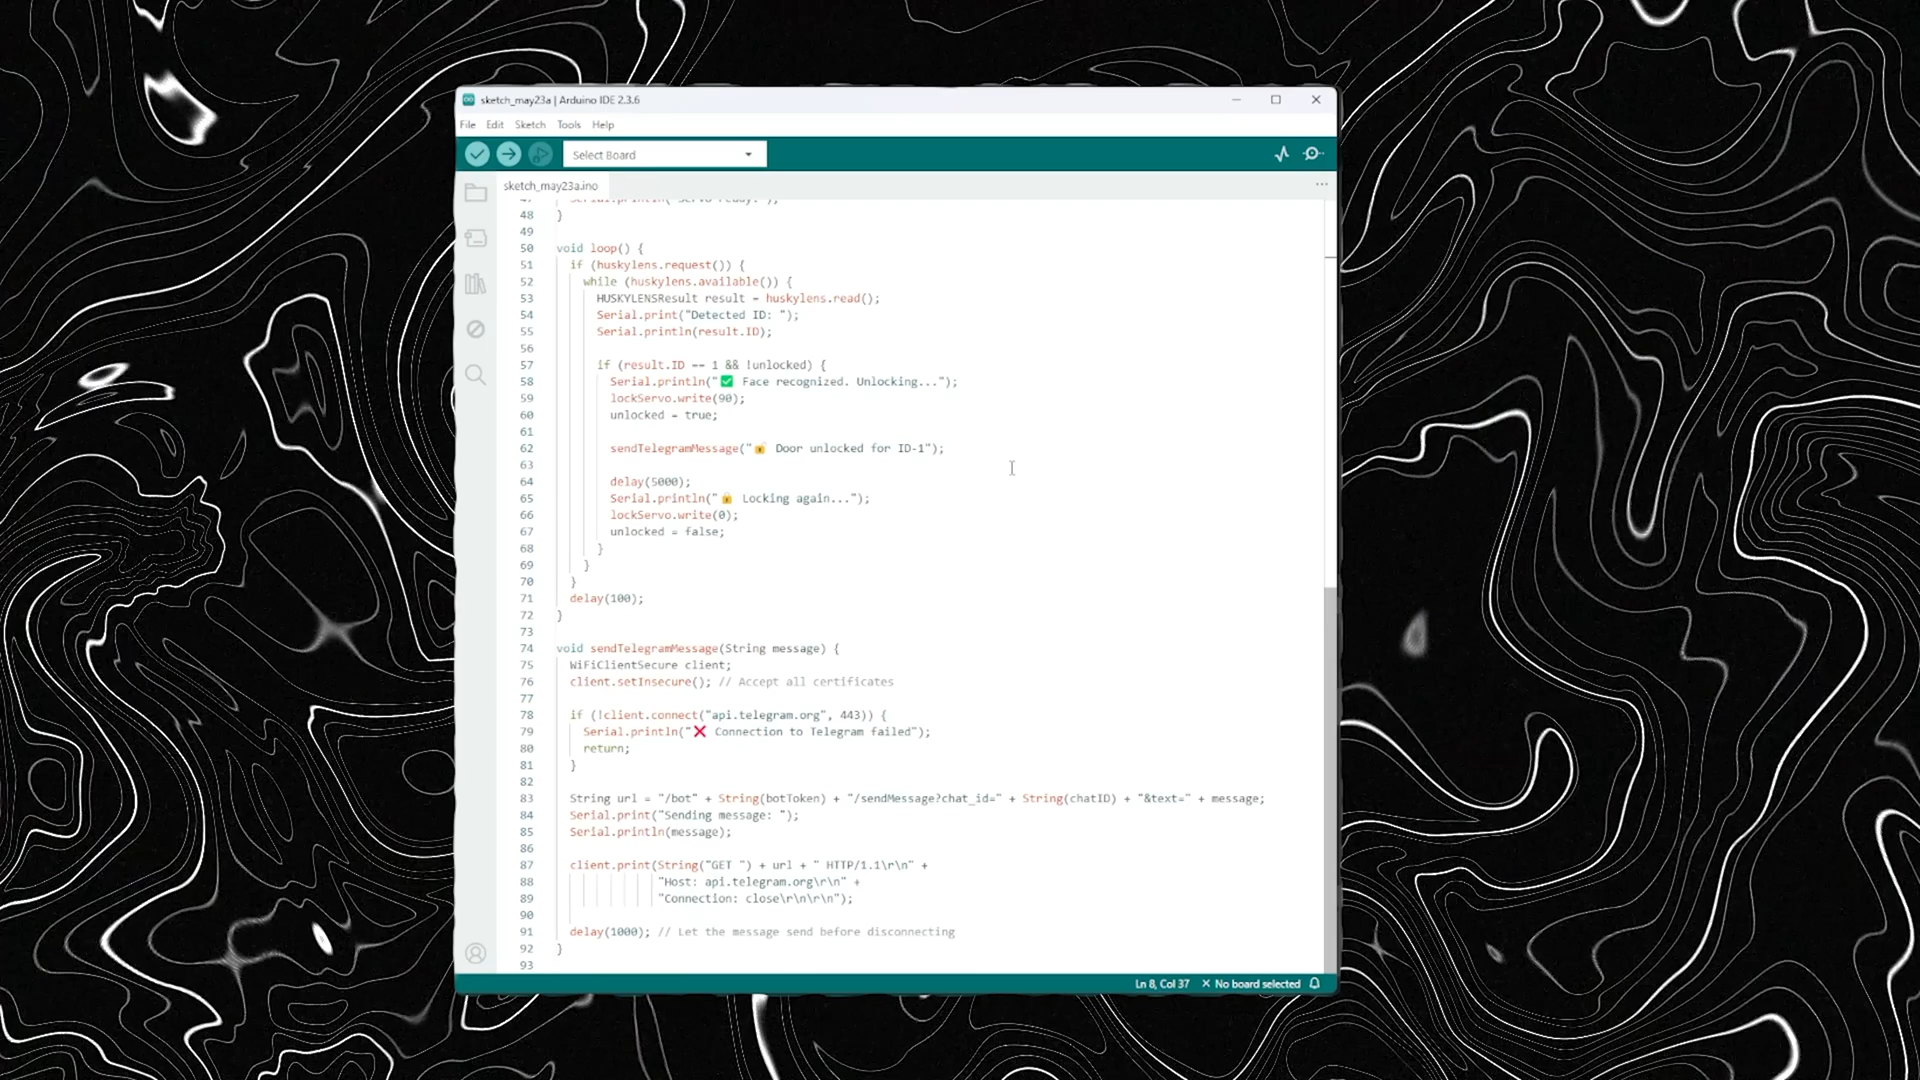 sketch_may23a | Arduino IDE 2.3.6
File Edit Sketch Tools Help
Select Board
sketch_may23a.ino
48 }
49
50 void loop() {
51 if (huskylens.request()) {
52 while (huskylens.available()) {
53 HUSKYLENSResult result = huskylens.read();
54 Serial.print("Detected ID: ");
55 Serial.println(result.ID);
56
57 if (result.ID == 1 && !unlocked) {
58 Serial.println("✅ Face recognized. Unlocking...");
59 lockServo.write(90);
60 unlocked = true;
61
62 sendTelegramMessage("🔓 Door unlocked for ID-1");
63
64 delay(5000);
65 Serial.println("🔒 Locking again...");
66 lockServo.write(0);
67 unlocked = false;
68 }
69 }
70 }
71 delay(100);
72 }
73
74 void sendTelegramMessage(String message) {
75 WiFiClientSecure client;
76 client.setInsecure(); // Accept all certificates
77
78 if (!client.connect("api.telegram.org", 443)) {
79 Serial.println("❌ Connection to Telegram failed");
80 return;
81 }
82
83 String url = "/bot" + String(botToken) + "/sendMessage?chat_id=" + String(chatID) + "&text=" + message;
84 Serial.print("Sending message: ");
85 Serial.println(message);
86
87 client.print(String("GET ") + url + " HTTP/1.1\r\n" +
88 "Host: api.telegram.org\r\n" +
89 "Connection: close\r\n\r\n");
90
91 delay(1000); // Let the message send before disconnecting
92 }
93
Ln 8, Col 37 × No board selected